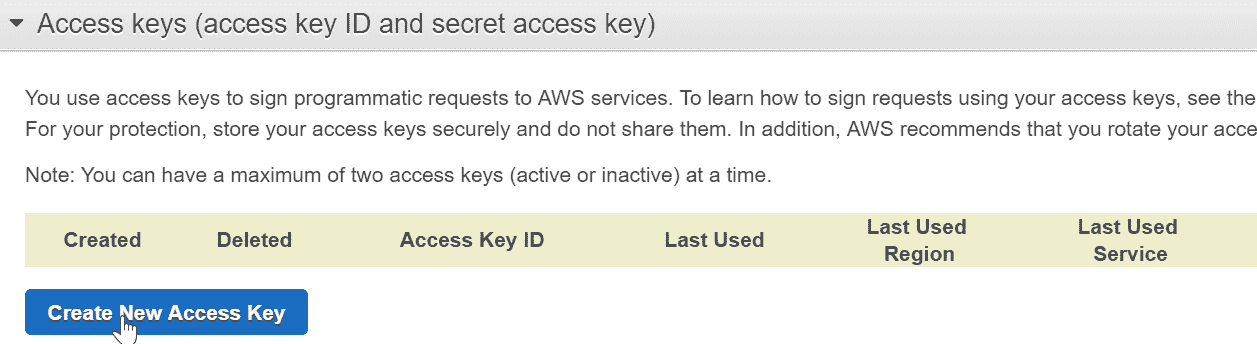 Access keys (access key ID and secret access key)
You use access keys to sign programmatic requests to AWS services. To learn how to sign requests using your access keys, see the
For your protection, store your access keys securely and do not share them. In addition, AWS recommends that you rotate your acce
Note: You can have a maximum of two access keys (active or inactive) at a time.
Created Deleted Access Key ID Last Used Last Used Region Last Used Service
Create New Access Key